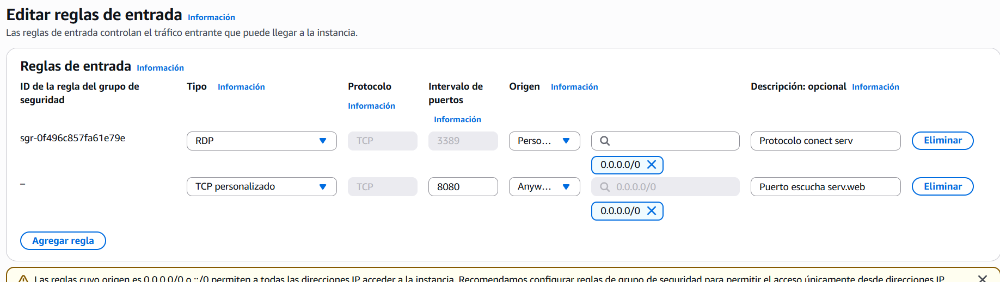 Editar reglas de entrada Información
Las reglas de entrada controlan el tráfico entrante que puede llegar a la instancia.
Reglas de entrada Información
ID de la regla del grupo de seguridad
Tipo Información
Protocolo Información
Intervalo de puertos Información
Origen Información
Descripción: opcional Información
sgr-0f496c857fa61e79e RDP TCP 3389 Perso... Protocolo conect serv Eliminar
0.0.0.0/0
– TCP personalizado TCP 8080 Anyw... 0.0.0.0/0 Puerto escucha serv.web Eliminar
0.0.0.0/0
Agregar regla
Las reglas cuyo origen es 0.0.0.0/0 o ::/0 permiten a todas las direcciones IP acceder a la instancia. Recomendamos configurar reglas de grupo de seguridad para permitir el acceso únicamente desde direcciones IP